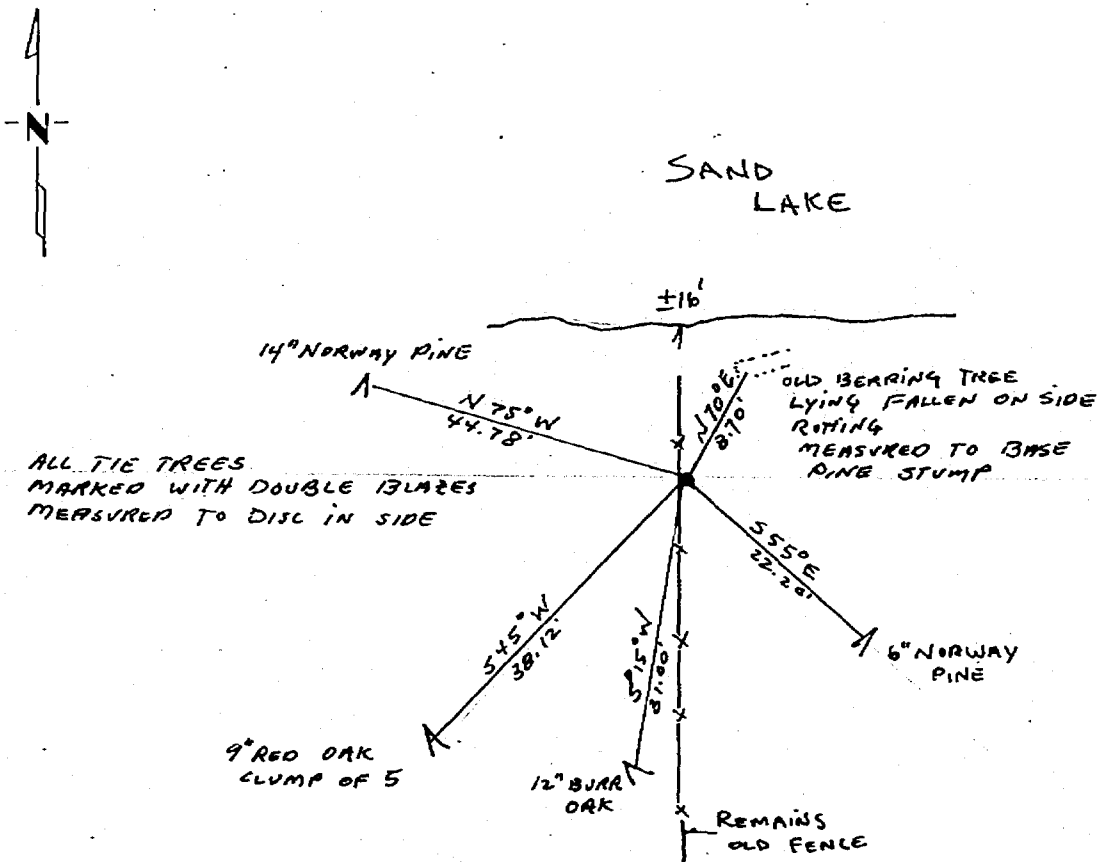 N
SAND
LAKE
±16'
14" NORWAY PINE
N 75° W
44.78'
N 70° E
8.70'
OLD BEARING TREE
LYING FALLEN ON SIDE
ROTTING
MEASURED TO BASE
PINE STUMP
ALL TIE TREES
MARKED WITH DOUBLE BLAZES
MEASURED TO DISC IN SIDE
S 55° E
22.20'
S 45° W
38.12'
S 15° W
31.00'
6" NORWAY
PINE
9" RED OAK
CLUMP OF 5
12" BURR
OAK
REMAINS
OLD FENCE